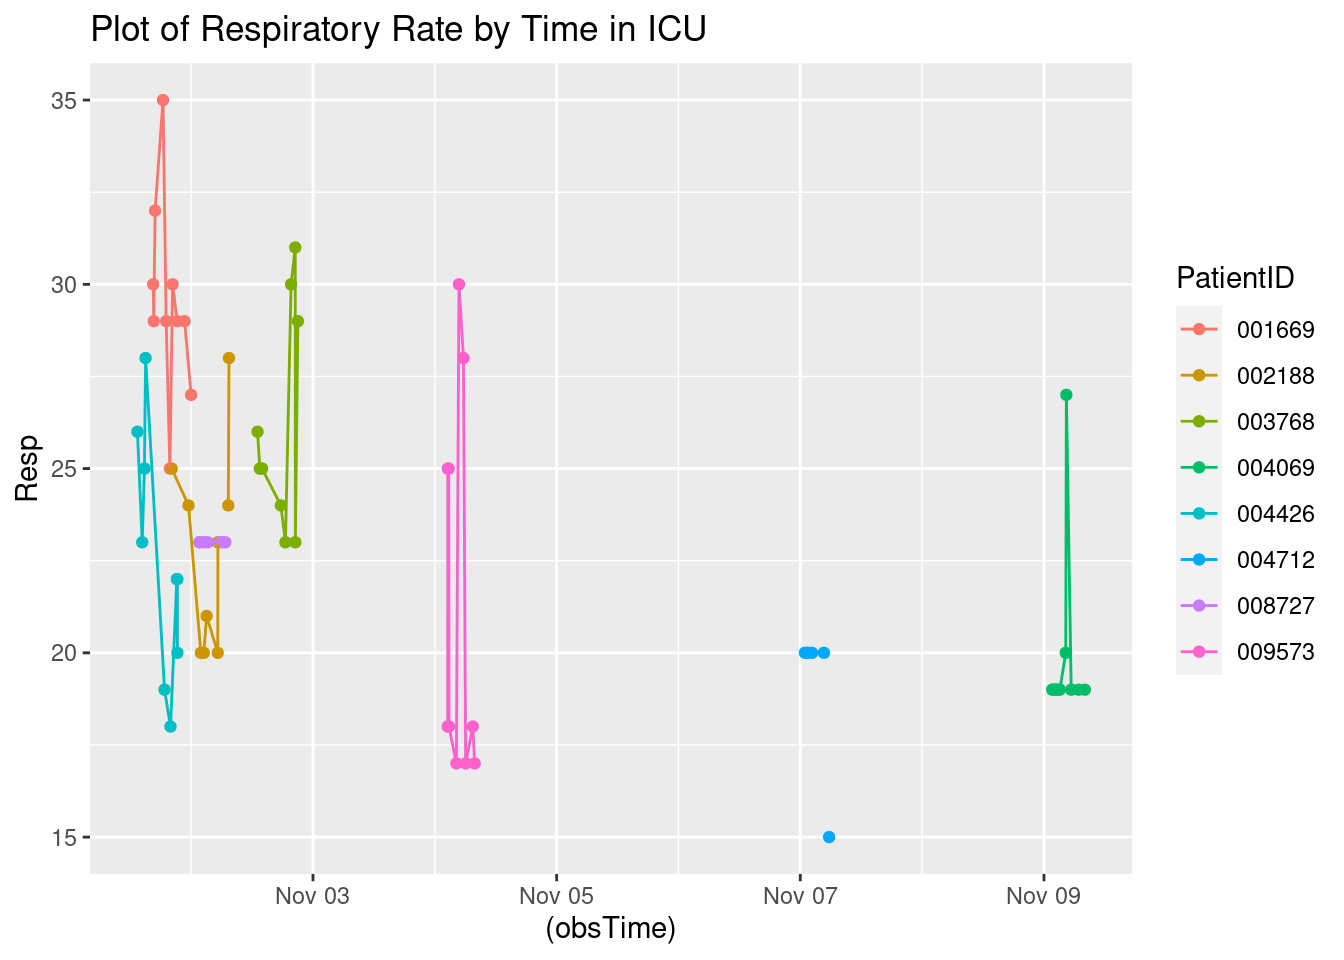 Plot of Respiratory Rate by Time in ICU
35
30
25
20
15
Resp
Nov 03
Nov 05
Nov 07
Nov 09
(obsTime)
PatientID
001669
002188
003768
004069
004426
004712
008727
009573